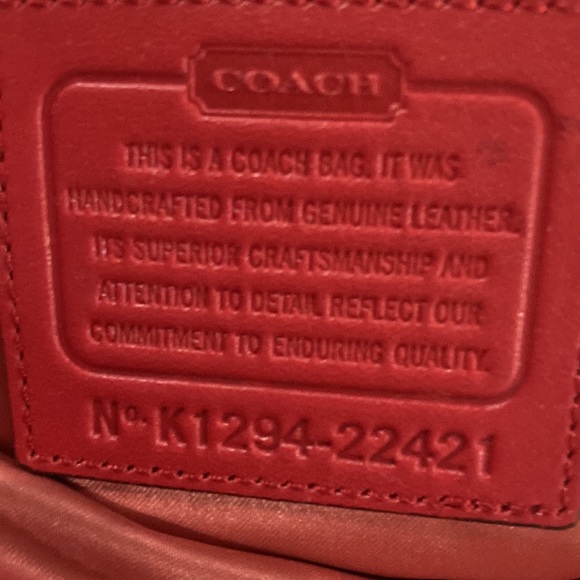 COACH
THIS IS A COACH BAG. IT WAS
HANDCRAFTED FROM GENUINE LEATHER.
ITS SUPERIOR CRAFTSMANSHIP AND
ATTENTION TO DETAIL REFLECT OUR
COMMITMENT TO ENDURING QUALITY.
Nº K1294-22421